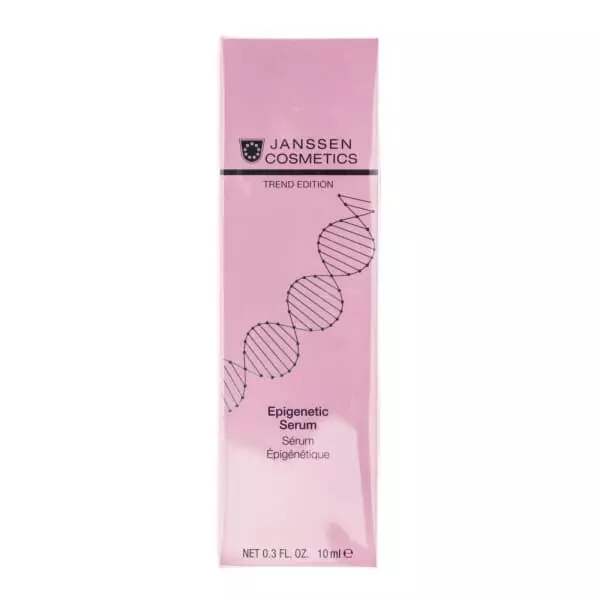 JANSSEN
COSMETICS
TREND EDITION
Epigenetic
Serum
Sérum
Épigénétique
NET 0.3 FL. OZ. 10 ml ℮